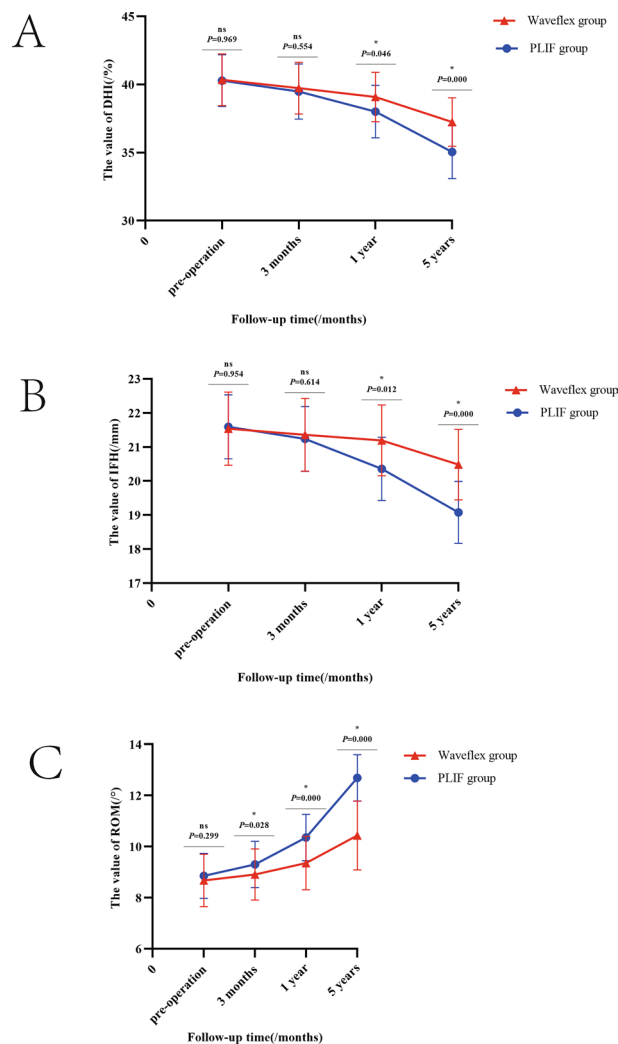 A
45
40
35
30
The value of DHI(/%)
ns
P=0.969
ns
P=0.554
*
P=0.046
*
P=0.000
Waveflex group
PLIF group
0
pre-operation
3 months
1 year
5 years
Follow-up time(/months)
B
23
22
21
20
19
18
17
The value of IFH(/mm)
ns
P=0.954
ns
P=0.614
*
P=0.012
*
P=0.000
Waveflex group
PLIF group
0
pre-operation
3 months
1 year
5 years
Follow-up time(/months)
C
14
12
10
8
6
The value of ROM(/°)
ns
P=0.299
*
P=0.028
*
P=0.000
*
P=0.000
Waveflex group
PLIF group
0
pre-operation
3 months
1 year
5 years
Follow-up time(/months)